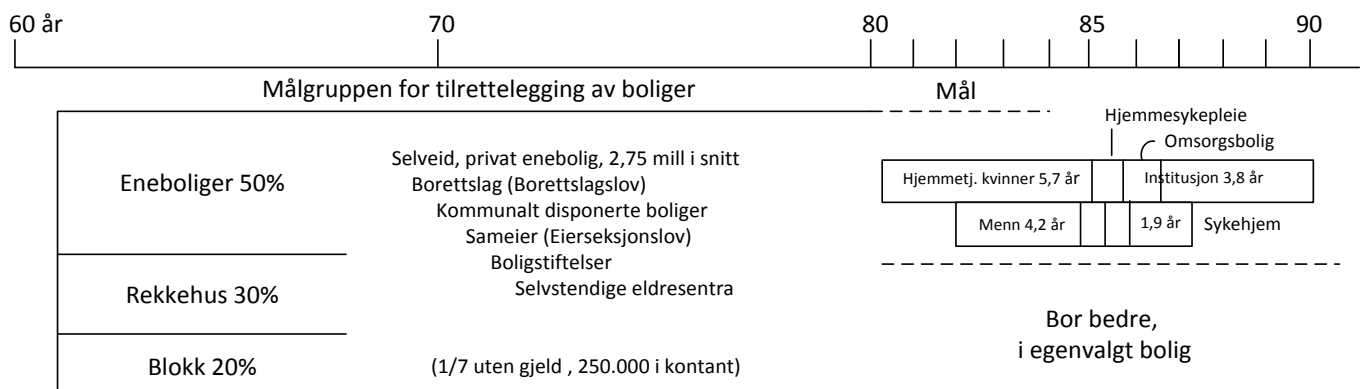 60 år 70 80 85 90
Målgruppen for tilrettelegging av boliger
Mål
Hjemmesykepleie
Omsorgsbolig
Eneboliger 50%
Selveid, privat enebolig, 2,75 mill i snitt
Borettslag (Borettslagslov)
Kommunalt disponerte boliger
Sameier (Eierseksjonslov)
Boligstiftelser
Selvstendige eldresentra
Hjemmetj. kvinner 5,7 år
Institusjon 3,8 år
Menn 4,2 år
1,9 år
Sykehjem
Rekkehus 30%
Bor bedre,
i egenvalgt bolig
Blokk 20%
(1/7 uten gjeld , 250.000 i kontant)